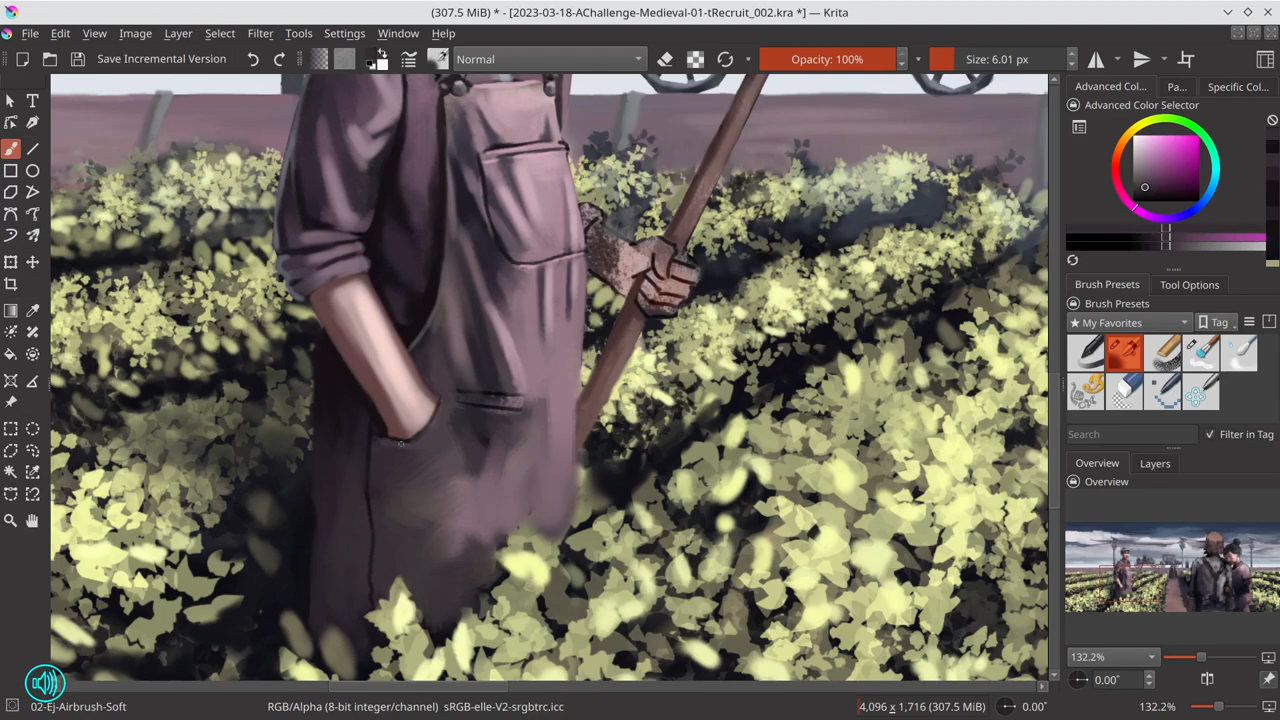 (307.5 MiB) * - [2023-03-18-AChallenge-Medieval-01-tRecruit_002.kra *] — Krita
File Edit View Image Layer Select Filter Tools Settings Window Help
Save Incremental Version Normal Opacity: 100% Size: 6.01 px
Advanced Col... Pa... Specific Col...
Advanced Color Selector
Brush Presets Tool Options
Brush Presets
★ My Favorites Tag
Search Filter in Tag
Overview Layers
Overview
132.2%
0.00°
02-Ej-Airbrush-Soft RGB/Alpha (8-bit integer/channel) sRGB-elle-V2-srgbtrc.icc 4,096 x 1,716 (307.5 MiB) 0.00° 132.2%